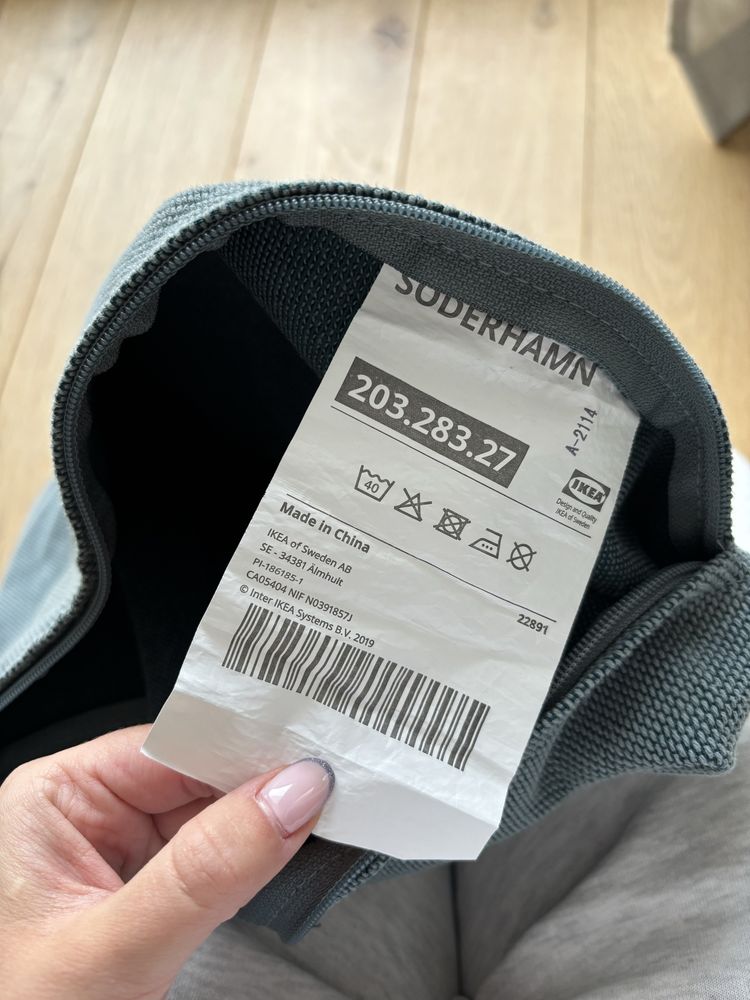 SÖDERHAMN
203.283.27
A-2114
40
IKEA
Design and Quality
IKEA of Sweden
Made in China
IKEA of Sweden AB
SE - 34381 Älmhult
PI-186185-1
CA05404 NIF N0391857J
© Inter IKEA Systems B.V. 2019
22891